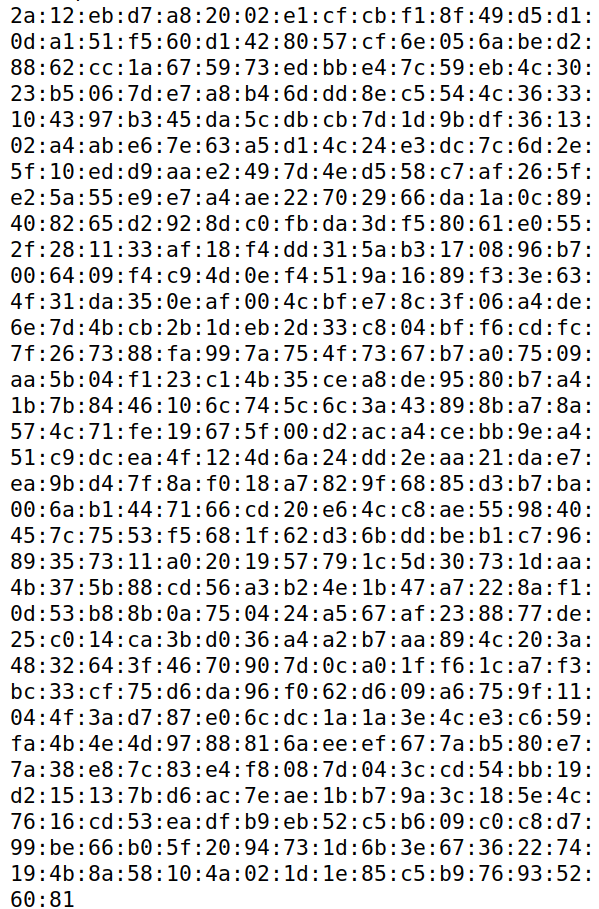 2a:12:eb:d7:a8:20:02:e1:cf:cb:f1:8f:49:d5:d1:
0d:a1:51:f5:60:d1:42:80:57:cf:6e:05:6a:be:d2:
88:62:cc:1a:67:59:73:ed:bb:e4:7c:59:eb:4c:30:
23:b5:06:7d:e7:a8:b4:6d:dd:8e:c5:54:4c:36:33:
10:43:97:b3:45:da:5c:db:cb:7d:1d:9b:df:36:13:
02:a4:ab:e6:7e:63:a5:d1:4c:24:e3:dc:7c:6d:2e:
5f:10:ed:d9:aa:e2:49:7d:4e:d5:58:c7:af:26:5f:
e2:5a:55:e9:e7:a4:ae:22:70:29:66:da:1a:0c:89:
40:82:65:d2:92:8d:c0:fb:da:3d:f5:80:61:e0:55:
2f:28:11:33:af:18:f4:dd:31:5a:b3:17:08:96:b7:
00:64:09:f4:c9:4d:0e:f4:51:9a:16:89:f3:3e:63:
4f:31:da:35:0e:af:00:4c:bf:e7:8c:3f:06:a4:de:
6e:7d:4b:cb:2b:1d:eb:2d:33:c8:04:bf:f6:cd:fc:
7f:26:73:88:fa:99:7a:75:4f:73:67:b7:a0:75:09:
aa:5b:04:f1:23:c1:4b:35:ce:a8:de:95:80:b7:a4:
1b:7b:84:46:10:6c:74:5c:6c:3a:43:89:8b:a7:8a:
57:4c:71:fe:19:67:5f:00:d2:ac:a4:ce:bb:9e:a4:
51:c9:dc:ea:4f:12:4d:6a:24:dd:2e:aa:21:da:e7:
ea:9b:d4:7f:8a:f0:18:a7:82:9f:68:85:d3:b7:ba:
00:6a:b1:44:71:66:cd:20:e6:4c:c8:ae:55:98:40:
45:7c:75:53:f5:68:1f:62:d3:6b:dd:be:b1:c7:96:
89:35:73:11:a0:20:19:57:79:1c:5d:30:73:1d:aa:
4b:37:5b:88:cd:56:a3:b2:4e:1b:47:a7:22:8a:f1:
0d:53:b8:8b:0a:75:04:24:a5:67:af:23:88:77:de:
25:c0:14:ca:3b:d0:36:a4:a2:b7:aa:89:4c:20:3a:
48:32:64:3f:46:70:90:7d:0c:a0:1f:f6:1c:a7:f3:
bc:33:cf:75:d6:da:96:f0:62:d6:09:a6:75:9f:11:
04:4f:3a:d7:87:e0:6c:dc:1a:1a:3e:4c:e3:c6:59:
fa:4b:4e:4d:97:88:81:6a:ee:ef:67:7a:b5:80:e7:
7a:38:e8:7c:83:e4:f8:08:7d:04:3c:cd:54:bb:19:
d2:15:13:7b:d6:ac:7e:ae:1b:b7:9a:3c:18:5e:4c:
76:16:cd:53:ea:df:b9:eb:52:c5:b6:09:c0:c8:d7:
99:be:66:b0:5f:20:94:73:1d:6b:3e:67:36:22:74:
19:4b:8a:58:10:4a:02:1d:1e:85:c5:b9:76:93:52:
60:81